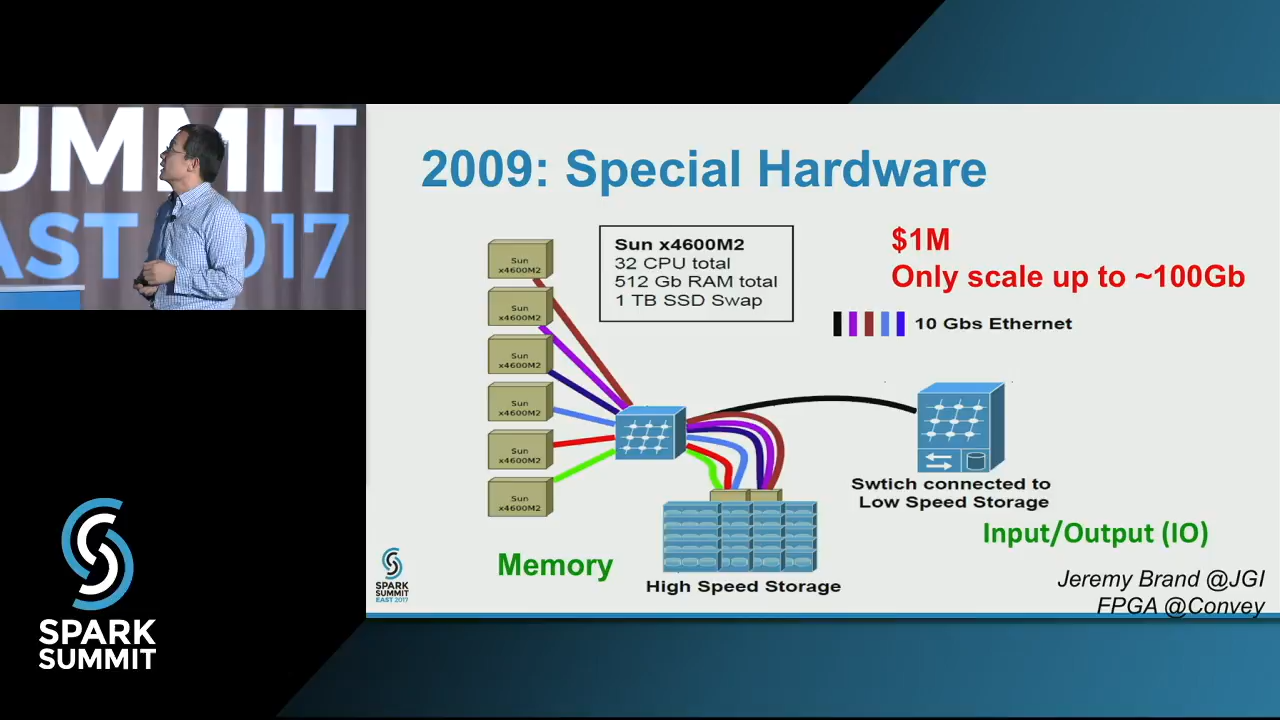 UMMIT
AST 2017
2009: Special Hardware
Sun x4600M2
32 CPU total
512 Gb RAM total
1 TB SSD Swap
$1M
Only scale up to ~100Gb
10 Gbs Ethernet
Sun
x4600M2
Sun
x4600M2
Sun
x4600M2
Sun
x4600M2
Sun
x4600M2
Sun
x4600M2
Swtich connected to
Low Speed Storage
Input/Output (IO)
Memory
High Speed Storage
Jeremy Brand @JGI
FPGA @Convey
SPARK
SUMMIT
EAST 2017
SPARK
SUMMIT